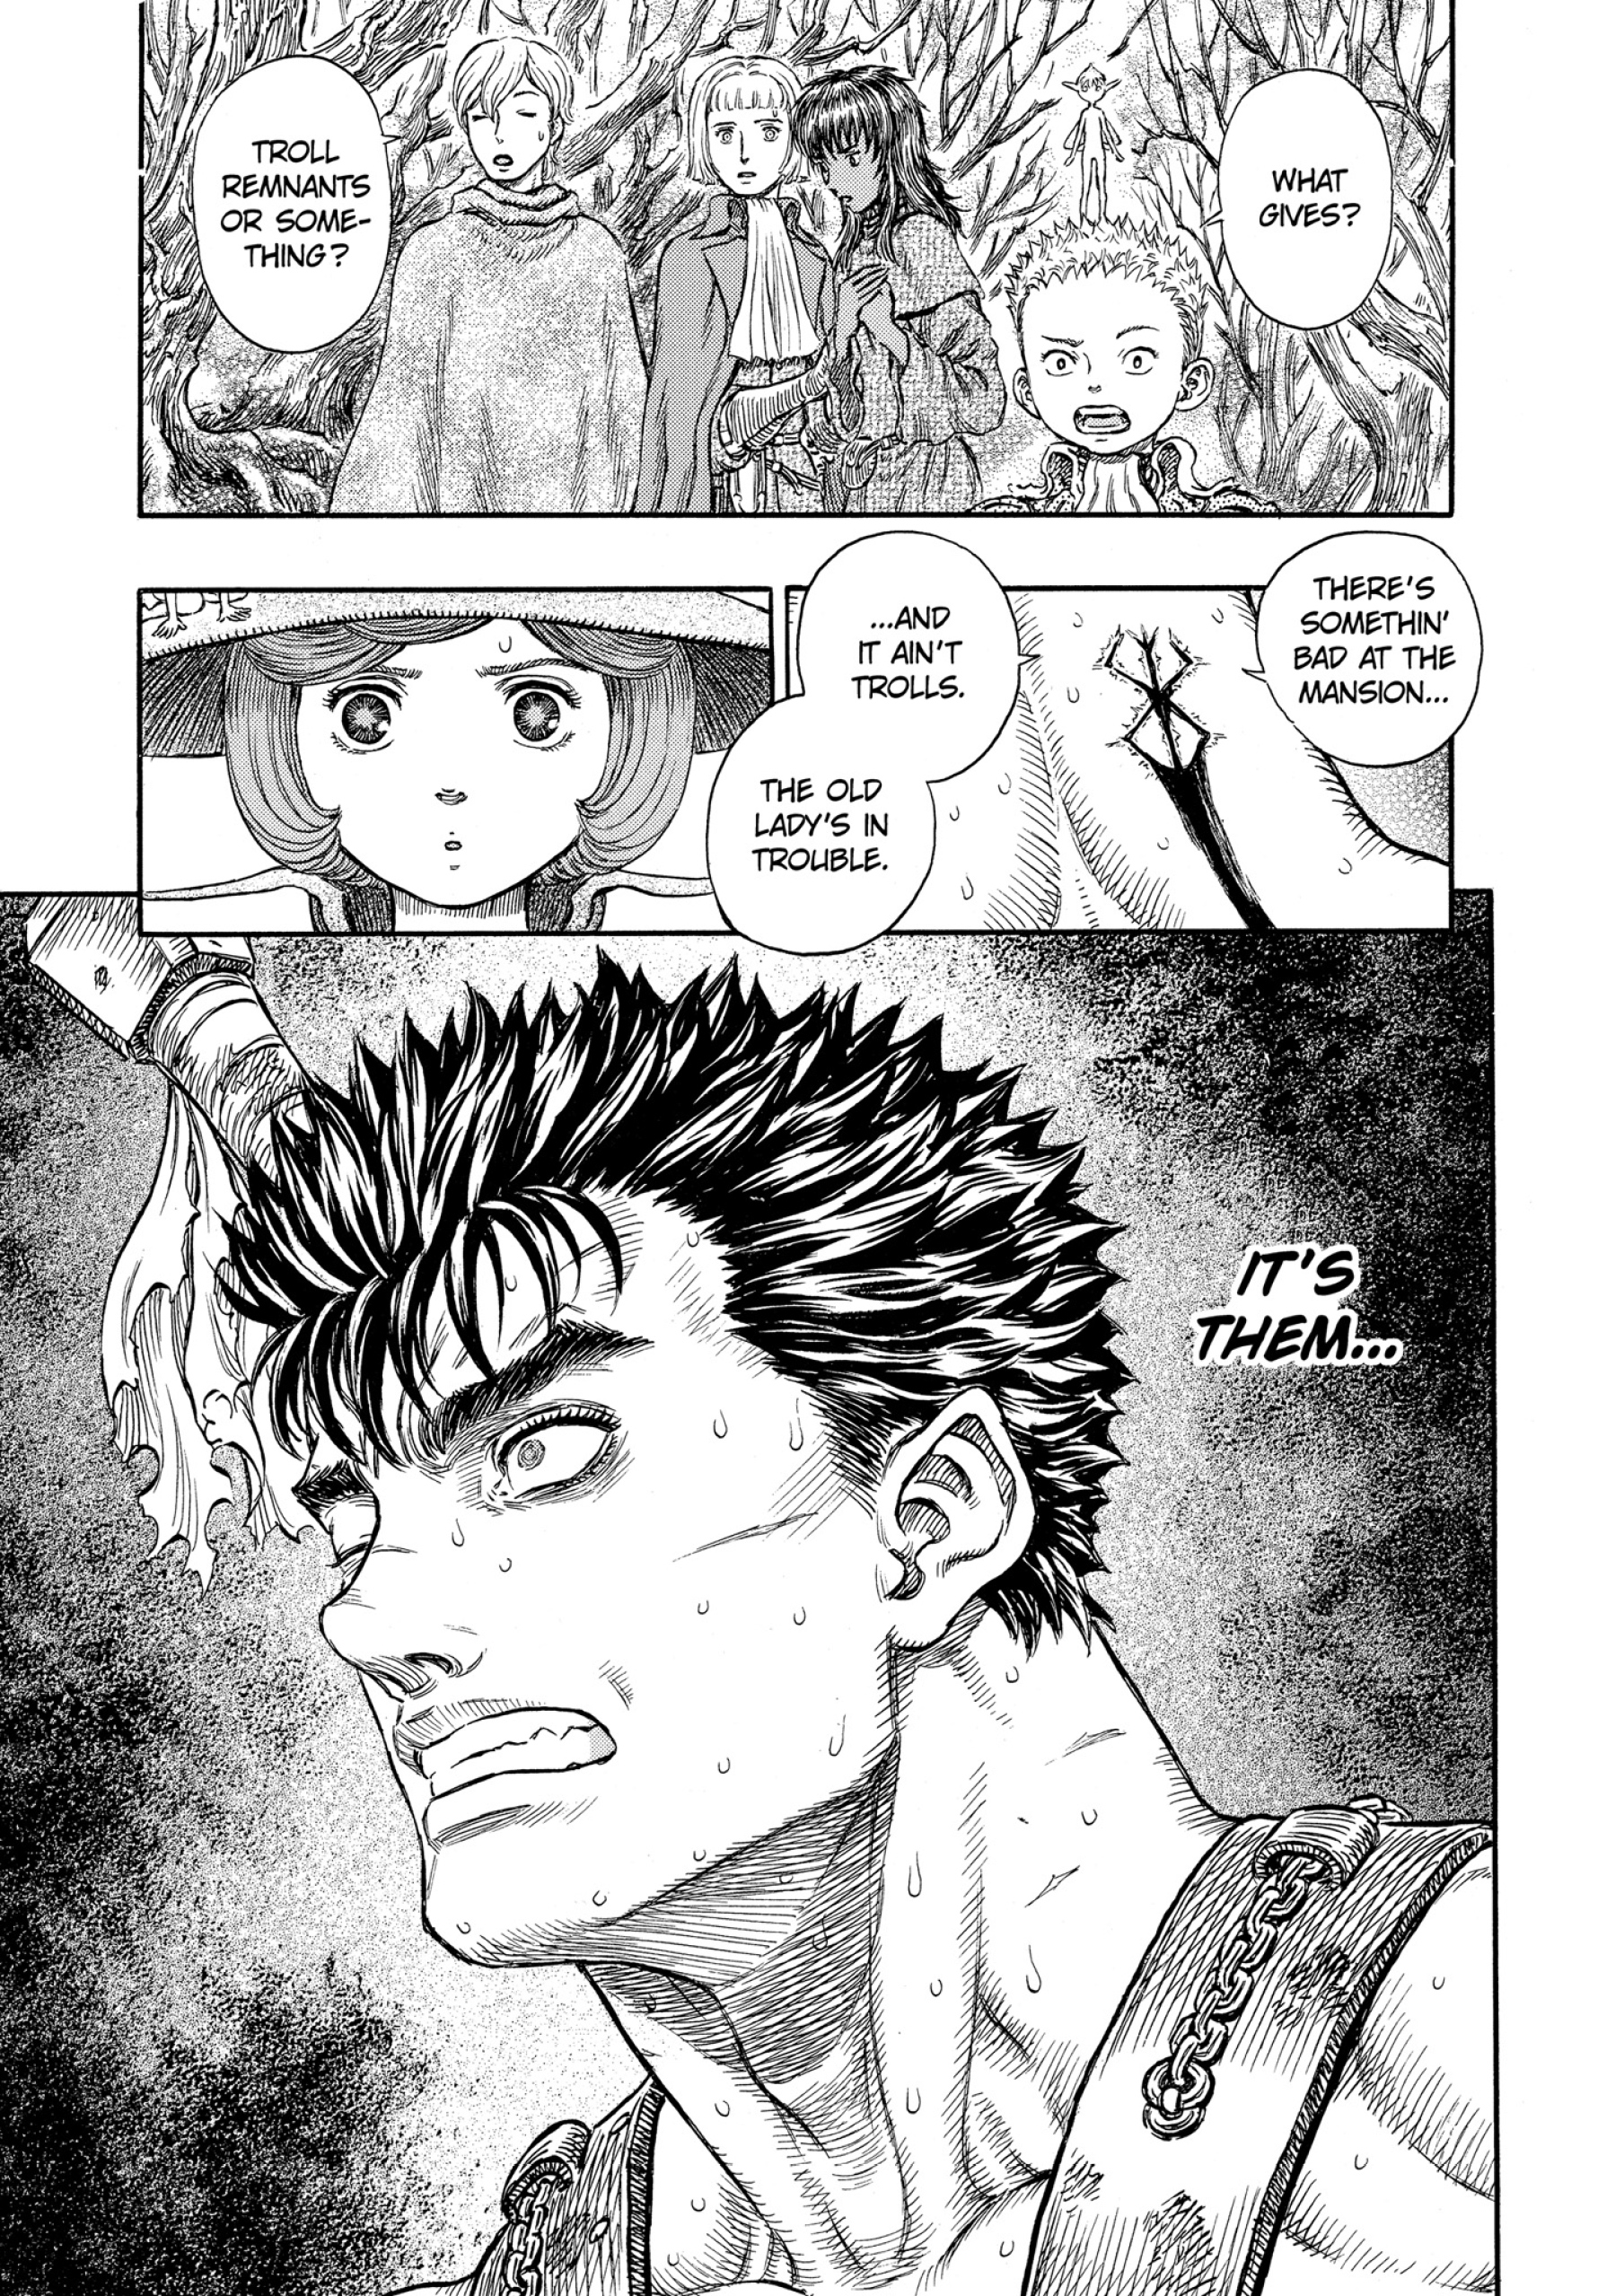 WHAT
GIVES?
TROLL
REMNANTS
OR SOME-
THING?
THERE'S
SOMETHIN'
BAD AT THE
MANSION...
...AND
IT AIN'T
TROLLS.
THE OLD
LADY'S IN
TROUBLE.
IT'S
THEM...